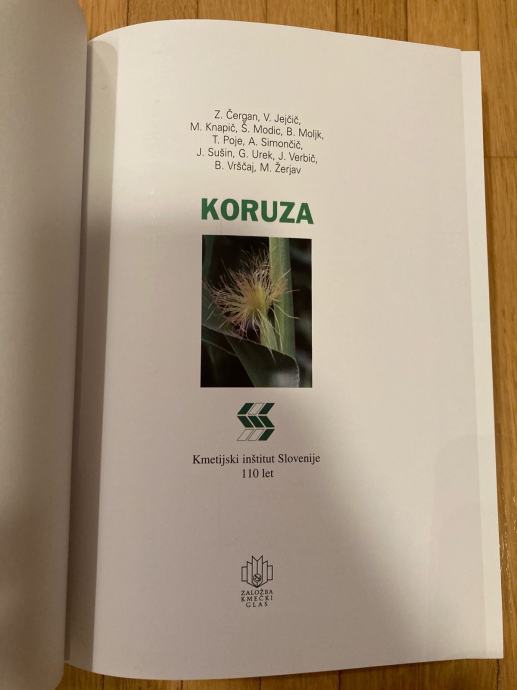 Z. Čergan, V. Jejčič,
M. Knapič, Š. Modic, B. Moljk,
T. Poje, A. Simončič,
J. Sušin, G. Urek, J. Verbič,
B. Vrščaj, M. Žerjav
KORUZA
Kmetijski inštitut Slovenije
110 let
ZALOŽBA
KMEČKI
GLAS